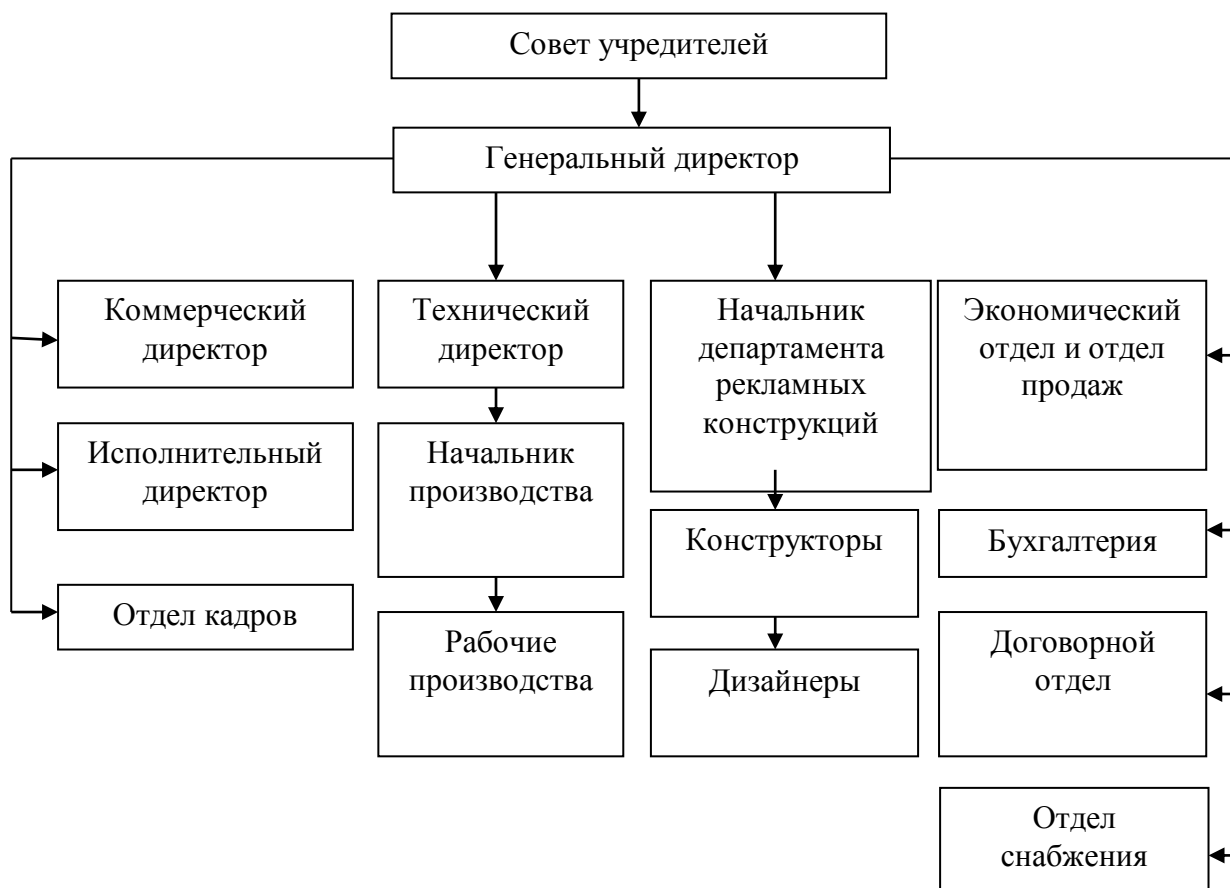 Совет учредителей
Генеральный директор
Коммерческий
директор
Исполнительный
директор
Отдел кадров
Технический
директор
Начальник
производства
Рабочие
производства
Начальник
департамента
рекламных
конструкций
Конструкторы
Дизайнеры
Экономический
отдел и отдел
продаж
Бухгалтерия
Договорной
отдел
Отдел
снабжения